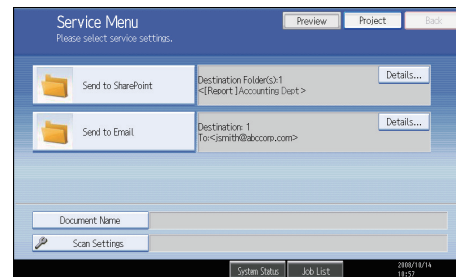 Service Menu
Please select service settings.
Preview
Project
Back
Send to SharePoint
Destination Folder(s):1
<[Report ]Accounting Dept >
Details...
Send to Email
Destination: 1
To:<jsmith@abccorp.com>
Details...
Document Name
Scan Settings
System Status
Job List
2008/10/14
10:57